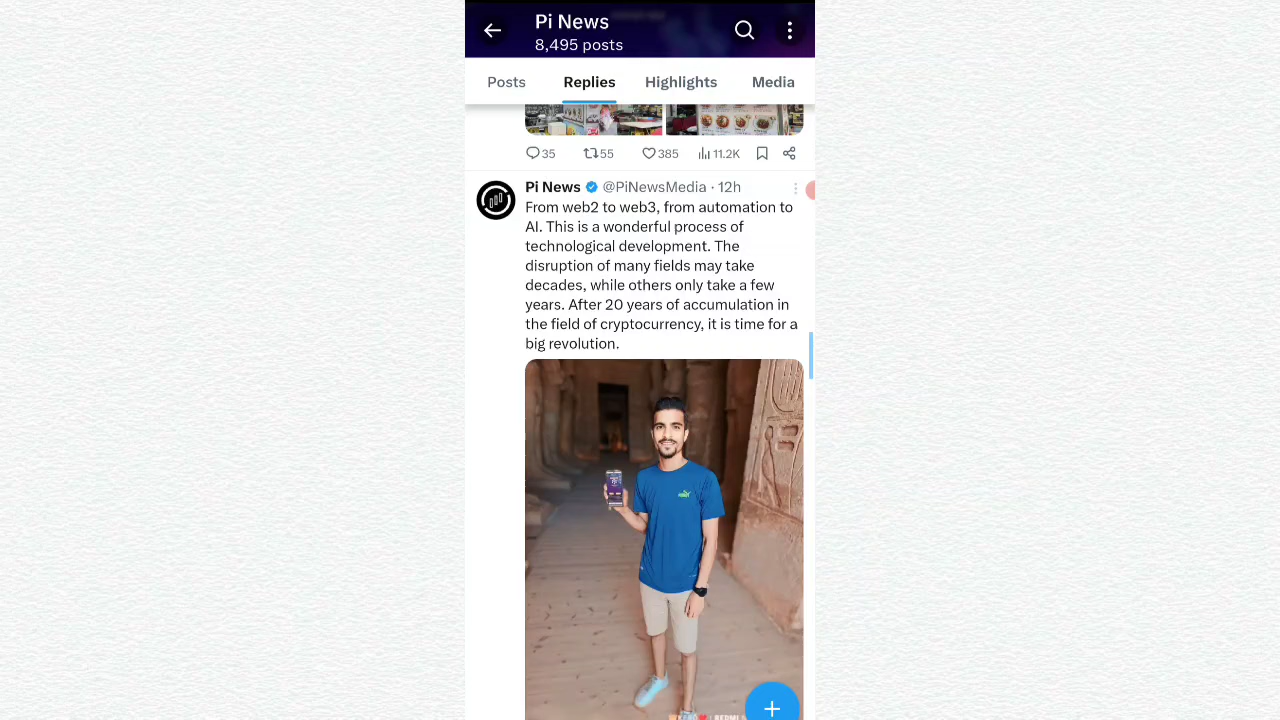 Pi News
8,495 posts
Posts Replies Highlights Media
35 55 385 11.2K
Pi News @PiNewsMedia · 12h
From web2 to web3, from automation to
AI. This is a wonderful process of
technological development. The
disruption of many fields may take
decades, while others only take a few
years. After 20 years of accumulation in
the field of cryptocurrency, it is time for a
big revolution.